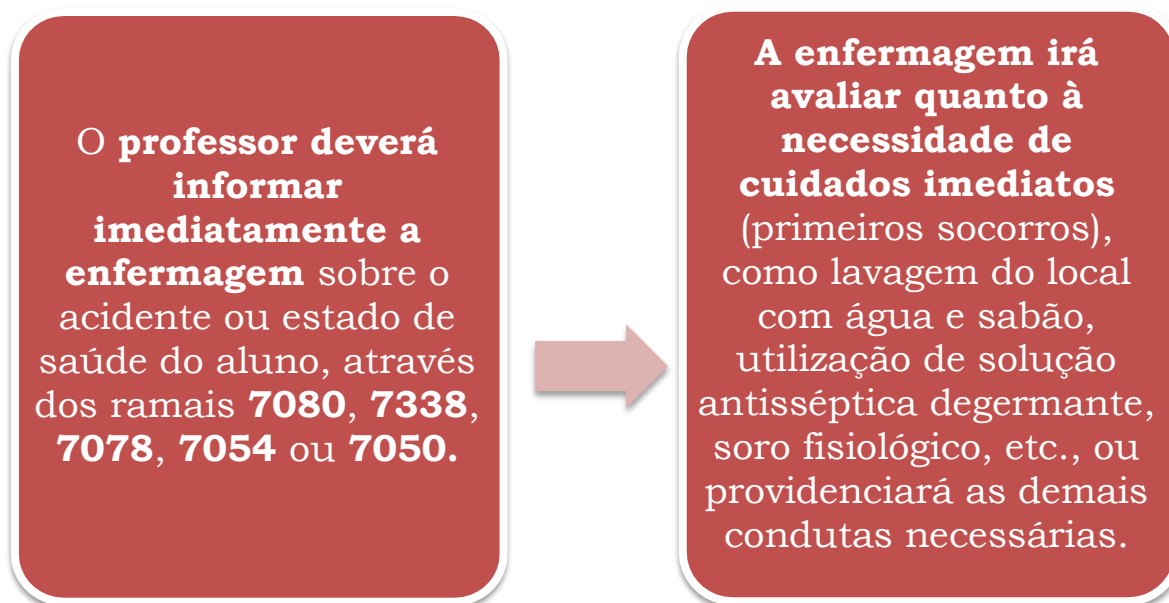 O professor deverá
informar
imediatamente a
enfermagem sobre o
acidente ou estado de
saúde do aluno, através
dos ramais 7080, 7338,
7078, 7054 ou 7050.
A enfermagem irá
avaliar quanto à
necessidade de
cuidados imediatos
(primeiros socorros),
como lavagem do local
com água e sabão,
utilização de solução
antisséptica degermante,
soro fisiológico, etc., ou
providenciará as demais
condutas necessárias.